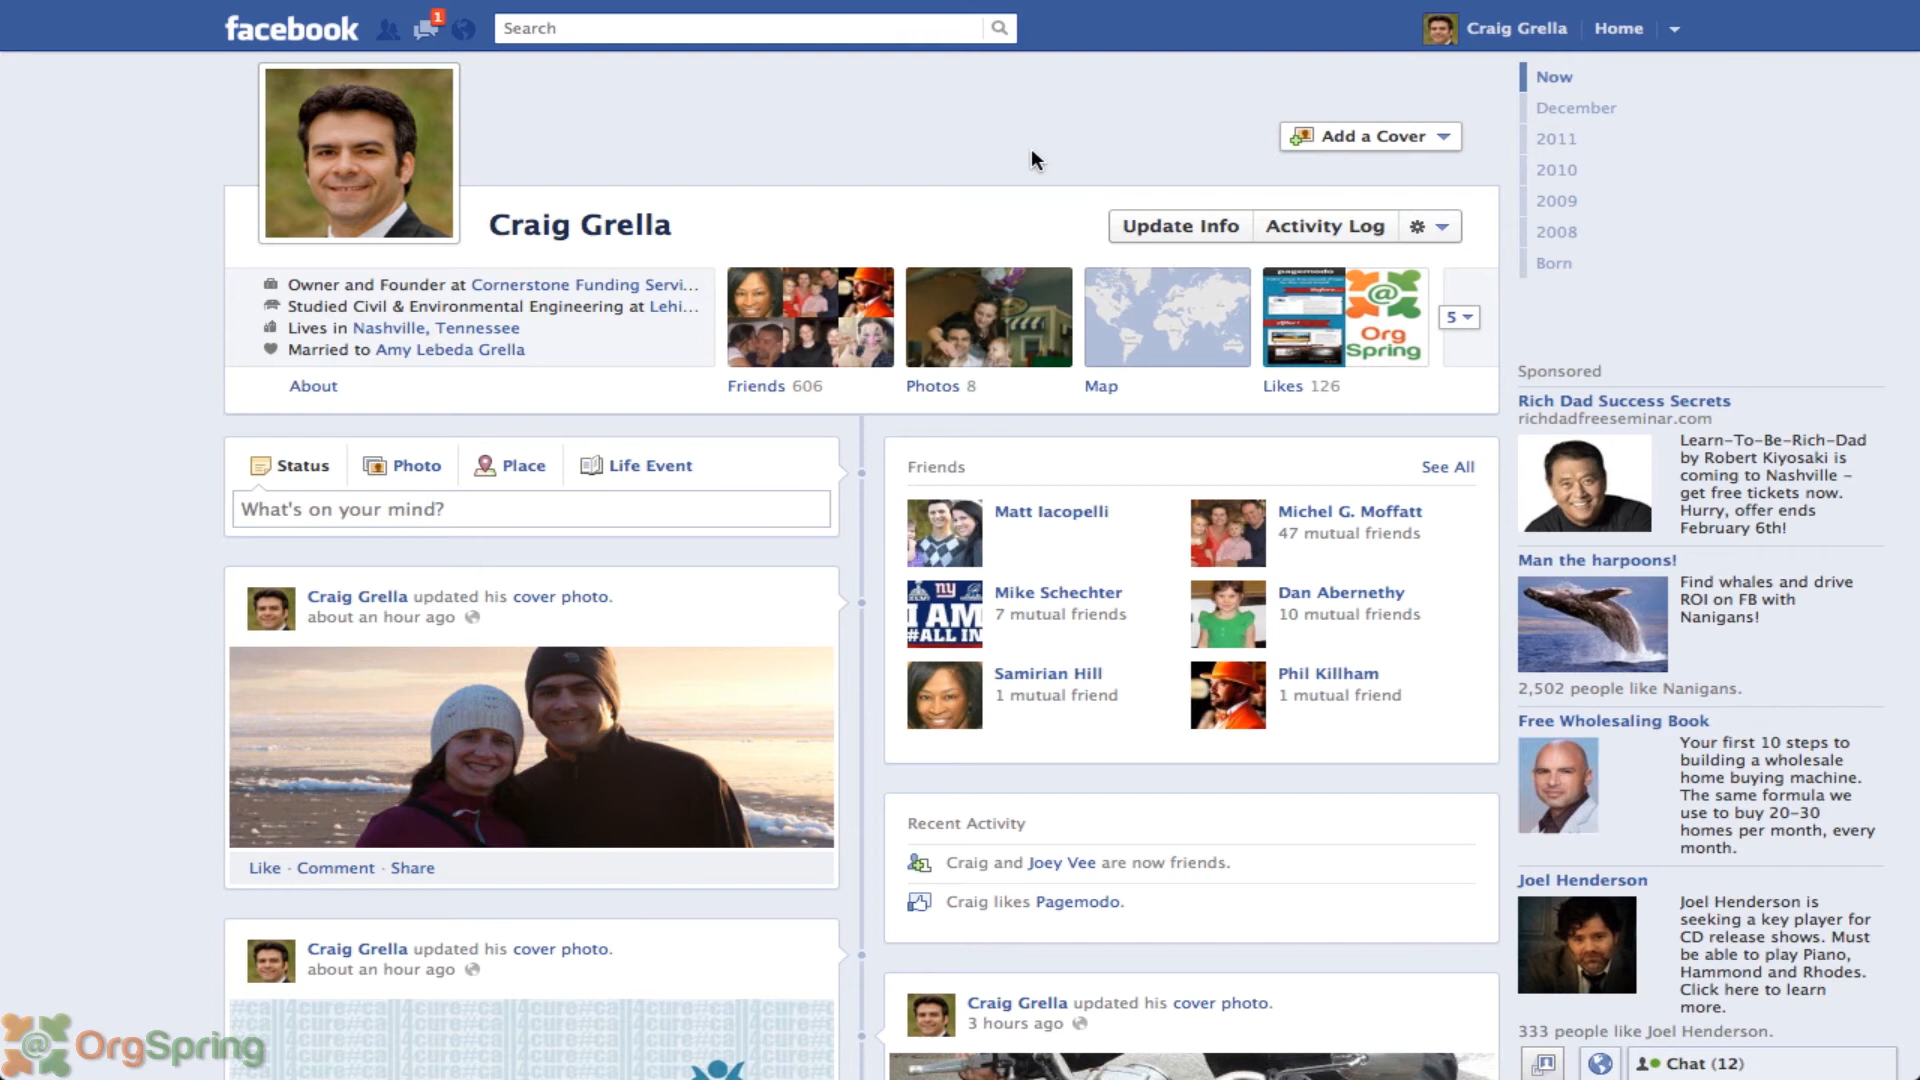 facebook
1
Search
Craig Grella
Home
Add a Cover
Now
December
2011
2010
2009
2008
Born
Craig Grella
Update Info
Activity Log
Owner and Founder at Cornerstone Funding Servi...
Studied Civil & Environmental Engineering at Lehi...
Lives in Nashville, Tennessee
Married to Amy Lebeda Grella
About
Friends 606
Photos 8
Map
pagemodo
Org
Spring
Likes 126
5
Status
Photo
Place
Life Event
What's on your mind?
Craig Grella updated his cover photo.
about an hour ago
Like · Comment · Share
Craig Grella updated his cover photo.
about an hour ago
Friends
See All
Matt Iacopelli
Michel G. Moffatt
47 mutual friends
ny
I AM
#ALL IN
Mike Schechter
7 mutual friends
Dan Abernethy
10 mutual friends
Samirian Hill
1 mutual friend
Phil Killham
1 mutual friend
Recent Activity
Craig and Joey Vee are now friends.
Craig likes Pagemodo.
Craig Grella updated his cover photo.
3 hours ago
Sponsored
Rich Dad Success Secrets
richdadfreeseminar.com
Learn-To-Be-Rich-Dad
by Robert Kiyosaki is
coming to Nashville -
get free tickets now.
Hurry, offer ends
February 6th!
Man the harpoons!
Find whales and drive
ROI on FB with
Nanigans!
2,502 people like Nanigans.
Free Wholesaling Book
Your first 10 steps to
building a wholesale
home buying machine.
The same formula we
use to buy 20-30
homes per month, every
month.
Joel Henderson
Joel Henderson is
seeking a key player for
CD release shows. Must
be able to play Piano,
Hammond and Rhodes.
Click here to learn
more.
333 people like Joel Henderson.
Chat (12)
OrgSpring